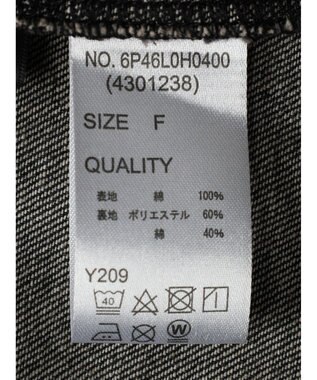 NO. 6P46L0H0400
(4301238)
SIZE F
QUALITY
表地 綿 100%
裏地 ポリエステル 60%
綿 40%
Y209
40
W